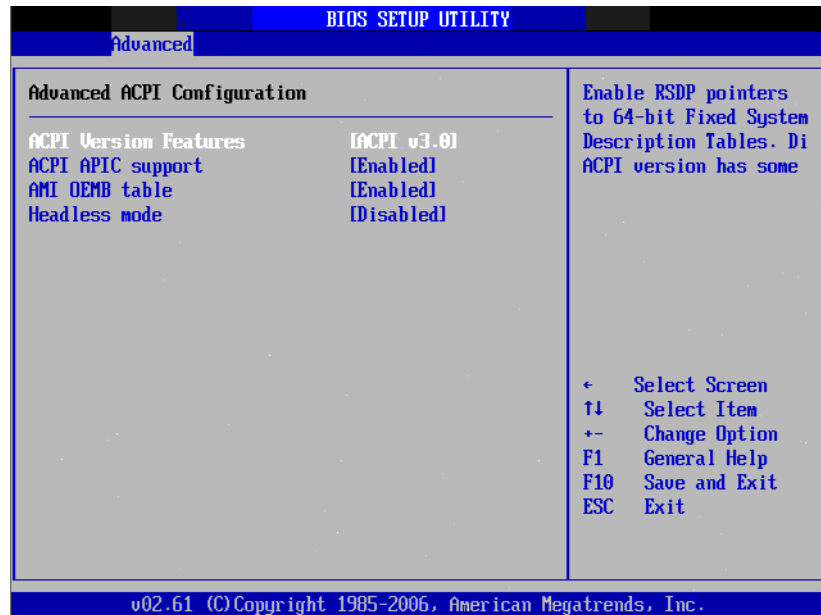 BIOS SETUP UTILITY
Advanced
Advanced ACPI Configuration
ACPI Version Features [ACPI v3.0]
ACPI APIC support [Enabled]
AMI OEMB table [Enabled]
Headless mode [Disabled]
Enable RSDP pointers
to 64-bit Fixed System
Description Tables. Di
ACPI version has some
← Select Screen
↑↓ Select Item
+- Change Option
F1 General Help
F10 Save and Exit
ESC Exit
v02.61 (C)Copyright 1985-2006, American Megatrends, Inc.